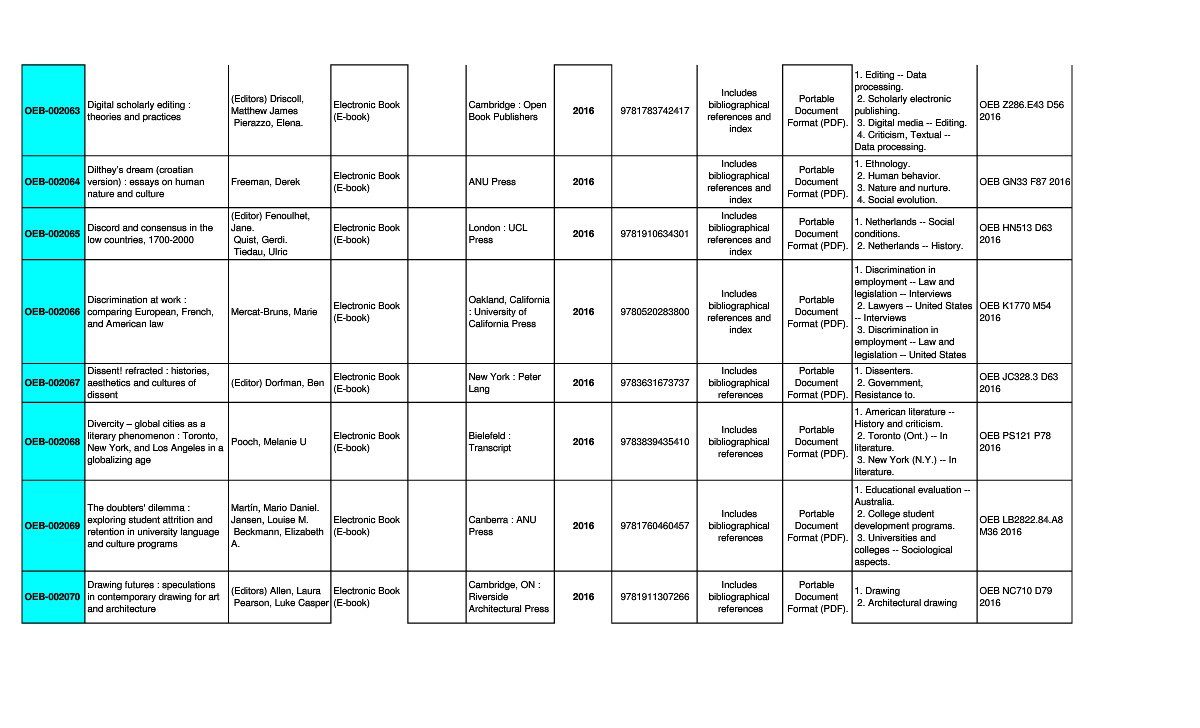 OEB-002063
Digital scholarly editing :
theories and practices
(Editors) Driscoll,
Matthew James
Pierazzo, Elena.
Electronic Book
(E-book)
Cambridge : Open
Book Publishers
2016
9781783742417
Includes
bibliographical
references and
index
Portable
Document
Format (PDF).
1. Editing -- Data
processing.
2. Scholarly electronic
publishing.
3. Digital media -- Editing.
4. Criticism, Textual --
Data processing.
OEB Z286.E43 D56
2016
OEB-002064
Dilthey's dream (croatian
version) : essays on human
nature and culture
Freeman, Derek
Electronic Book
(E-book)
ANU Press
2016
Includes
bibliographical
references and
index
Portable
Document
Format (PDF).
1. Ethnology.
2. Human behavior.
3. Nature and nurture.
4. Social evolution.
OEB GN33 F87 2016
OEB-002065
Discord and consensus in the
low countries, 1700-2000
(Editor) Fenoulhet,
Jane.
Quist, Gerdi.
Tiedau, Ulric
Electronic Book
(E-book)
London : UCL
Press
2016
9781910634301
Includes
bibliographical
references and
index
Portable
Document
Format (PDF).
1. Netherlands -- Social
conditions.
2. Netherlands -- History.
OEB HN513 D63
2016
OEB-002066
Discrimination at work :
comparing European, French,
and American law
Mercat-Bruns, Marie
Electronic Book
(E-book)
Oakland, California
: University of
California Press
2016
9780520283800
Includes
bibliographical
references and
index
Portable
Document
Format (PDF).
1. Discrimination in
employment -- Law and
legislation -- Interviews
2. Lawyers -- United States
-- Interviews
3. Discrimination in
employment -- Law and
legislation -- United States
OEB K1770 M54
2016
OEB-002067
Dissent! refracted : histories,
aesthetics and cultures of
dissent
(Editor) Dorfman, Ben
Electronic Book
(E-book)
New York : Peter
Lang
2016
9783631673737
Includes
bibliographical
references
Portable
Document
Format (PDF).
1. Dissenters.
2. Government,
Resistance to.
OEB JC328.3 D63
2016
OEB-002068
Divercity – global cities as a
literary phenomenon : Toronto,
New York, and Los Angeles in a
globalizing age
Pooch, Melanie U
Electronic Book
(E-book)
Bielefeld :
Transcript
2016
9783839435410
Includes
bibliographical
references
Portable
Document
Format (PDF).
1. American literature --
History and criticism.
2. Toronto (Ont.) -- In
literature.
3. New York (N.Y.) -- In
literature.
OEB PS121 P78
2016
OEB-002069
The doubters' dilemma :
exploring student attrition and
retention in university language
and culture programs
Martín, Mario Daniel.
Jansen, Louise M.
Beckmann, Elizabeth
A.
Electronic Book
(E-book)
Canberra : ANU
Press
2016
9781760460457
Includes
bibliographical
references
Portable
Document
Format (PDF).
1. Educational evaluation --
Australia.
2. College student
development programs.
3. Universities and
colleges -- Sociological
aspects.
OEB LB2822.84.A8
M36 2016
OEB-002070
Drawing futures : speculations
in contemporary drawing for art
and architecture
(Editors) Allen, Laura
Pearson, Luke Casper
Electronic Book
(E-book)
Cambridge, ON :
Riverside
Architectural Press
2016
9781911307266
Includes
bibliographical
references
Portable
Document
Format (PDF).
1. Drawing
2. Architectural drawing
OEB NC710 D79
2016